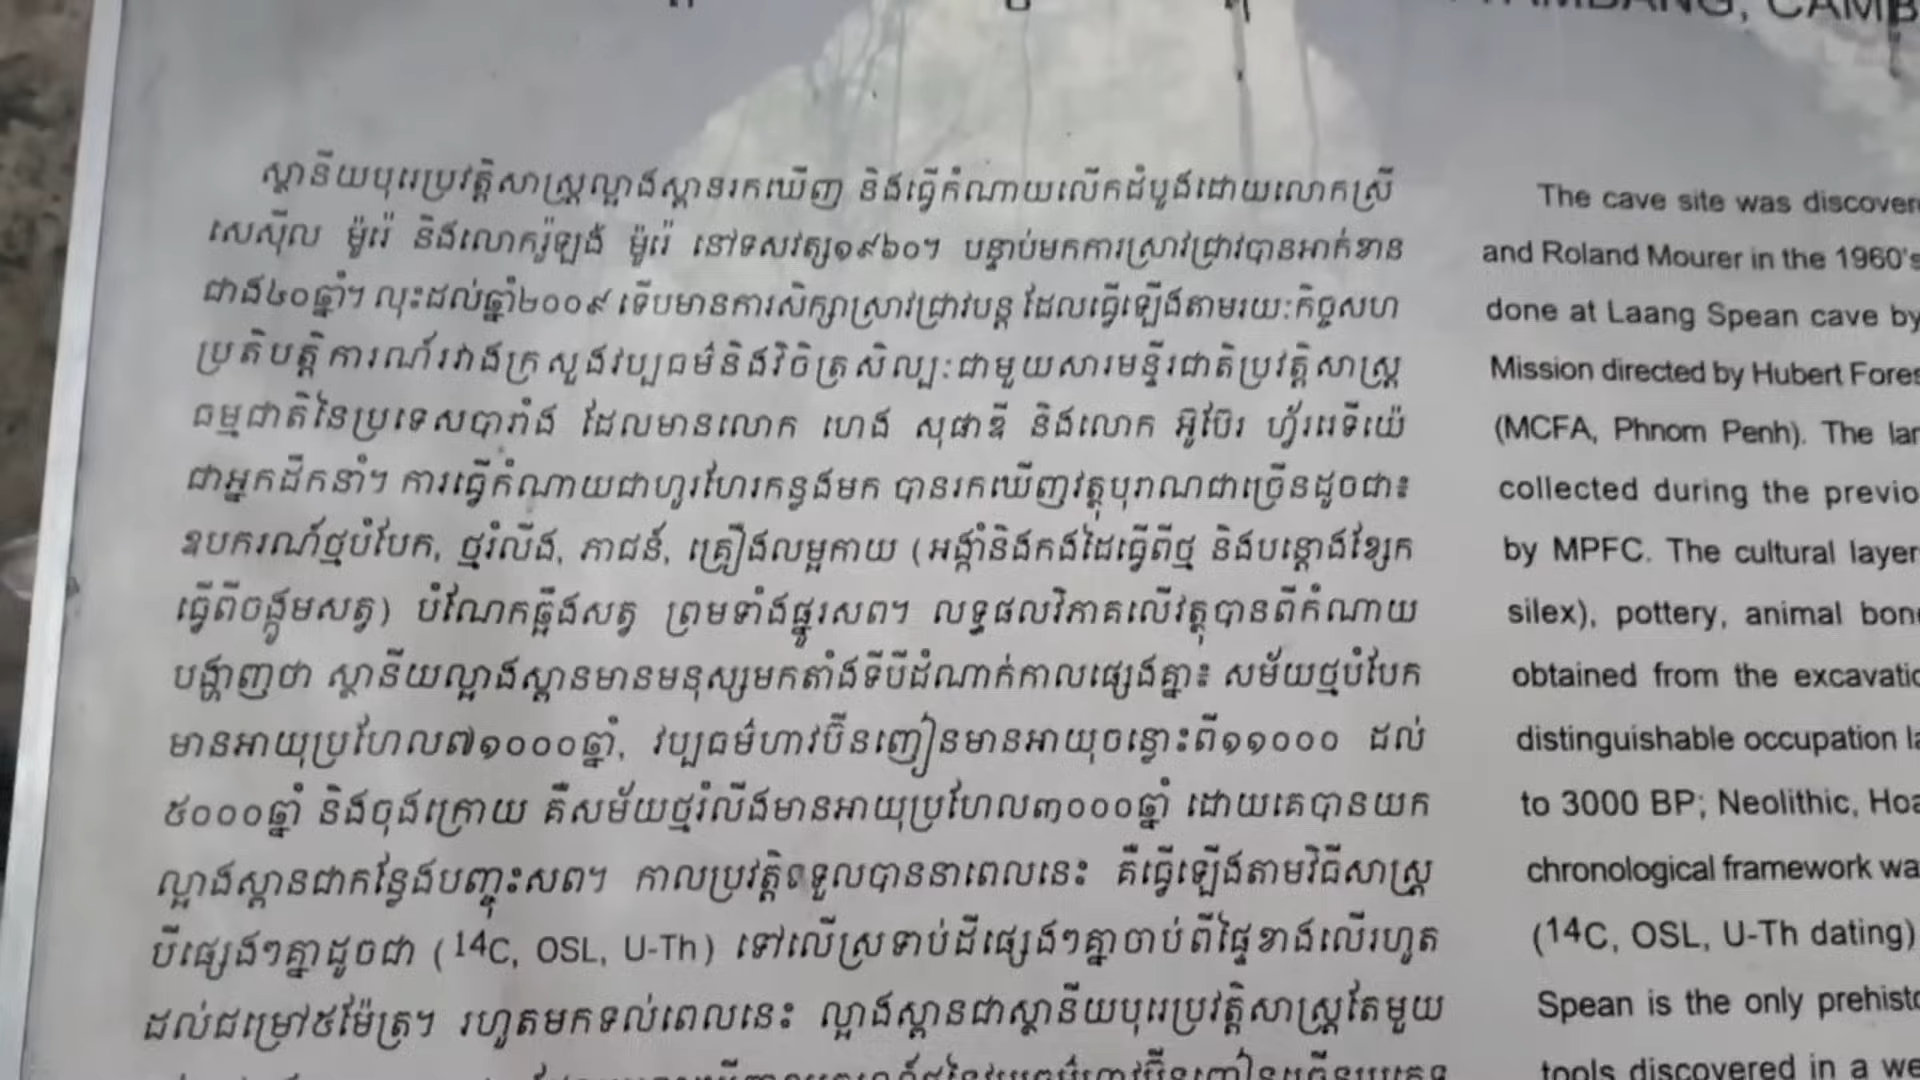 TAMBANG, CAMB
ស្ថានីយបុរេប្រវត្តិសាស្ត្រល្អាងស្ពានរកឃើញ និងធ្វើកំណាយលើកដំបូងដោយលោកស្រី
សេស៊ីល ម៉ូរ៉េ និងលោករ៉ូឡង់ ម៉ូរ៉េ នៅទសវត្ស១៩៦០។ បន្ទាប់មកការស្រាវជ្រាវបានអាក់ខាន
ជាង៤០ឆ្នាំ។ លុះដល់ឆ្នាំ២០០៩ ទើបមានការសិក្សាស្រាវជ្រាវបន្ត ដែលធ្វើឡើងតាមរយៈកិច្ចសហ
ប្រតិបត្តិការណ៍រវាងក្រសួងវប្បធម៌និងវិចិត្រសិល្បៈជាមួយសារមន្ទីរជាតិប្រវត្តិសាស្ត្រ
ធម្មជាតិនៃប្រទេសបារាំង ដែលមានលោក ហេង សុផាឌី និងលោក អ៊ូប៊ែរ ហ្វ័ររេទីយ៉េ
ជាអ្នកដឹកនាំ។ ការធ្វើកំណាយជាហូរហែរកន្លងមក បានរកឃើញវត្ថុបុរាណជាច្រើនដូចជា៖
ឧបករណ៍ថ្មបំបែក, ថ្មរំលីង, ភាជន៍, គ្រឿងលម្អកាយ (អង្កាំនិងកងដៃធ្វើពីថ្ម និងបន្តោងខ្សែក
ធ្វើពីចង្កូមសត្វ) បំណែកឆ្អឹងសត្វ ព្រមទាំងផ្នូរសព។ លទ្ធផលវិភាគលើវត្ថុបានពីកំណាយ
បង្ហាញថា ស្ថានីយល្អាងស្ពានមានមនុស្សមកតាំងទីបីដំណាក់កាលផ្សេងគ្នា៖ សម័យថ្មបំបែក
មានអាយុប្រហែល៧១០០០ឆ្នាំ, វប្បធម៌ហាវប៊ីនញៀនមានអាយុចន្លោះពី១១០០០ ដល់
៥០០០ឆ្នាំ និងចុងក្រោយ គឺសម័យថ្មរំលីងមានអាយុប្រហែល៣០០០ឆ្នាំ ដោយគេបានយក
ល្អាងស្ពានជាកន្លែងបញ្ចុះសព។ កាលប្រវត្តិទទួលបាននាពេលនេះ គឺធ្វើឡើងតាមវិធីសាស្ត្រ
បីផ្សេងៗគ្នាដូចជា (14C, OSL, U-Th) ទៅលើស្រទាប់ដីផ្សេងៗគ្នាចាប់ពីផ្ទៃខាងលើរហូត
ដល់ជម្រៅ៥ម៉ែត្រ។ រហូតមកទល់ពេលនេះ ល្អាងស្ពានជាស្ថានីយបុរេប្រវត្តិសាស្ត្រតែមួយ
The cave site was discover
and Roland Mourer in the 1960's
done at Laang Spean cave by
Mission directed by Hubert Fores
(MCFA, Phnom Penh). The lar
collected during the previo
by MPFC. The cultural layer
silex), pottery, animal bon
obtained from the excavatio
distinguishable occupation la
to 3000 BP; Neolithic, Hoa
chronological framework wa
(14C, OSL, U-Th dating)
Spean is the only prehisto
tools discovered in a we